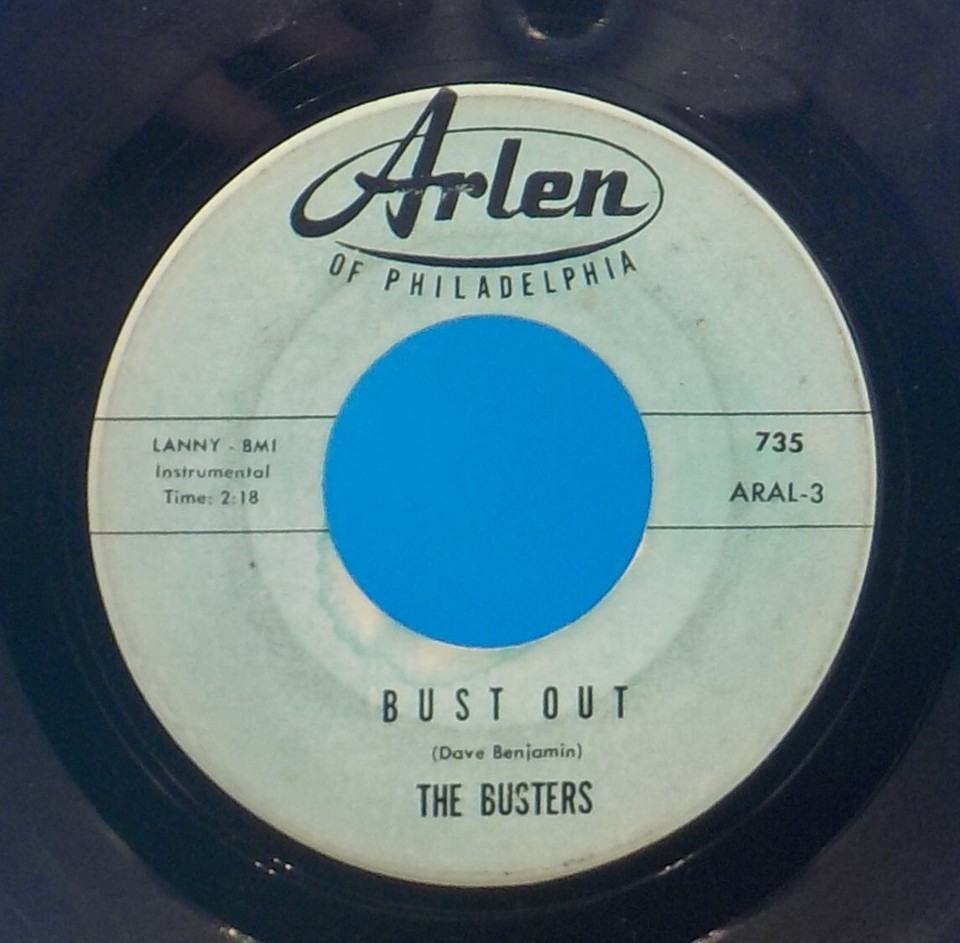 Arlen
OF PHILADELPHIA
LANNY - BMI
Instrumental
Time: 2:18
735
ARAL-3
BUST OUT
(Dave Benjamin)
THE BUSTERS